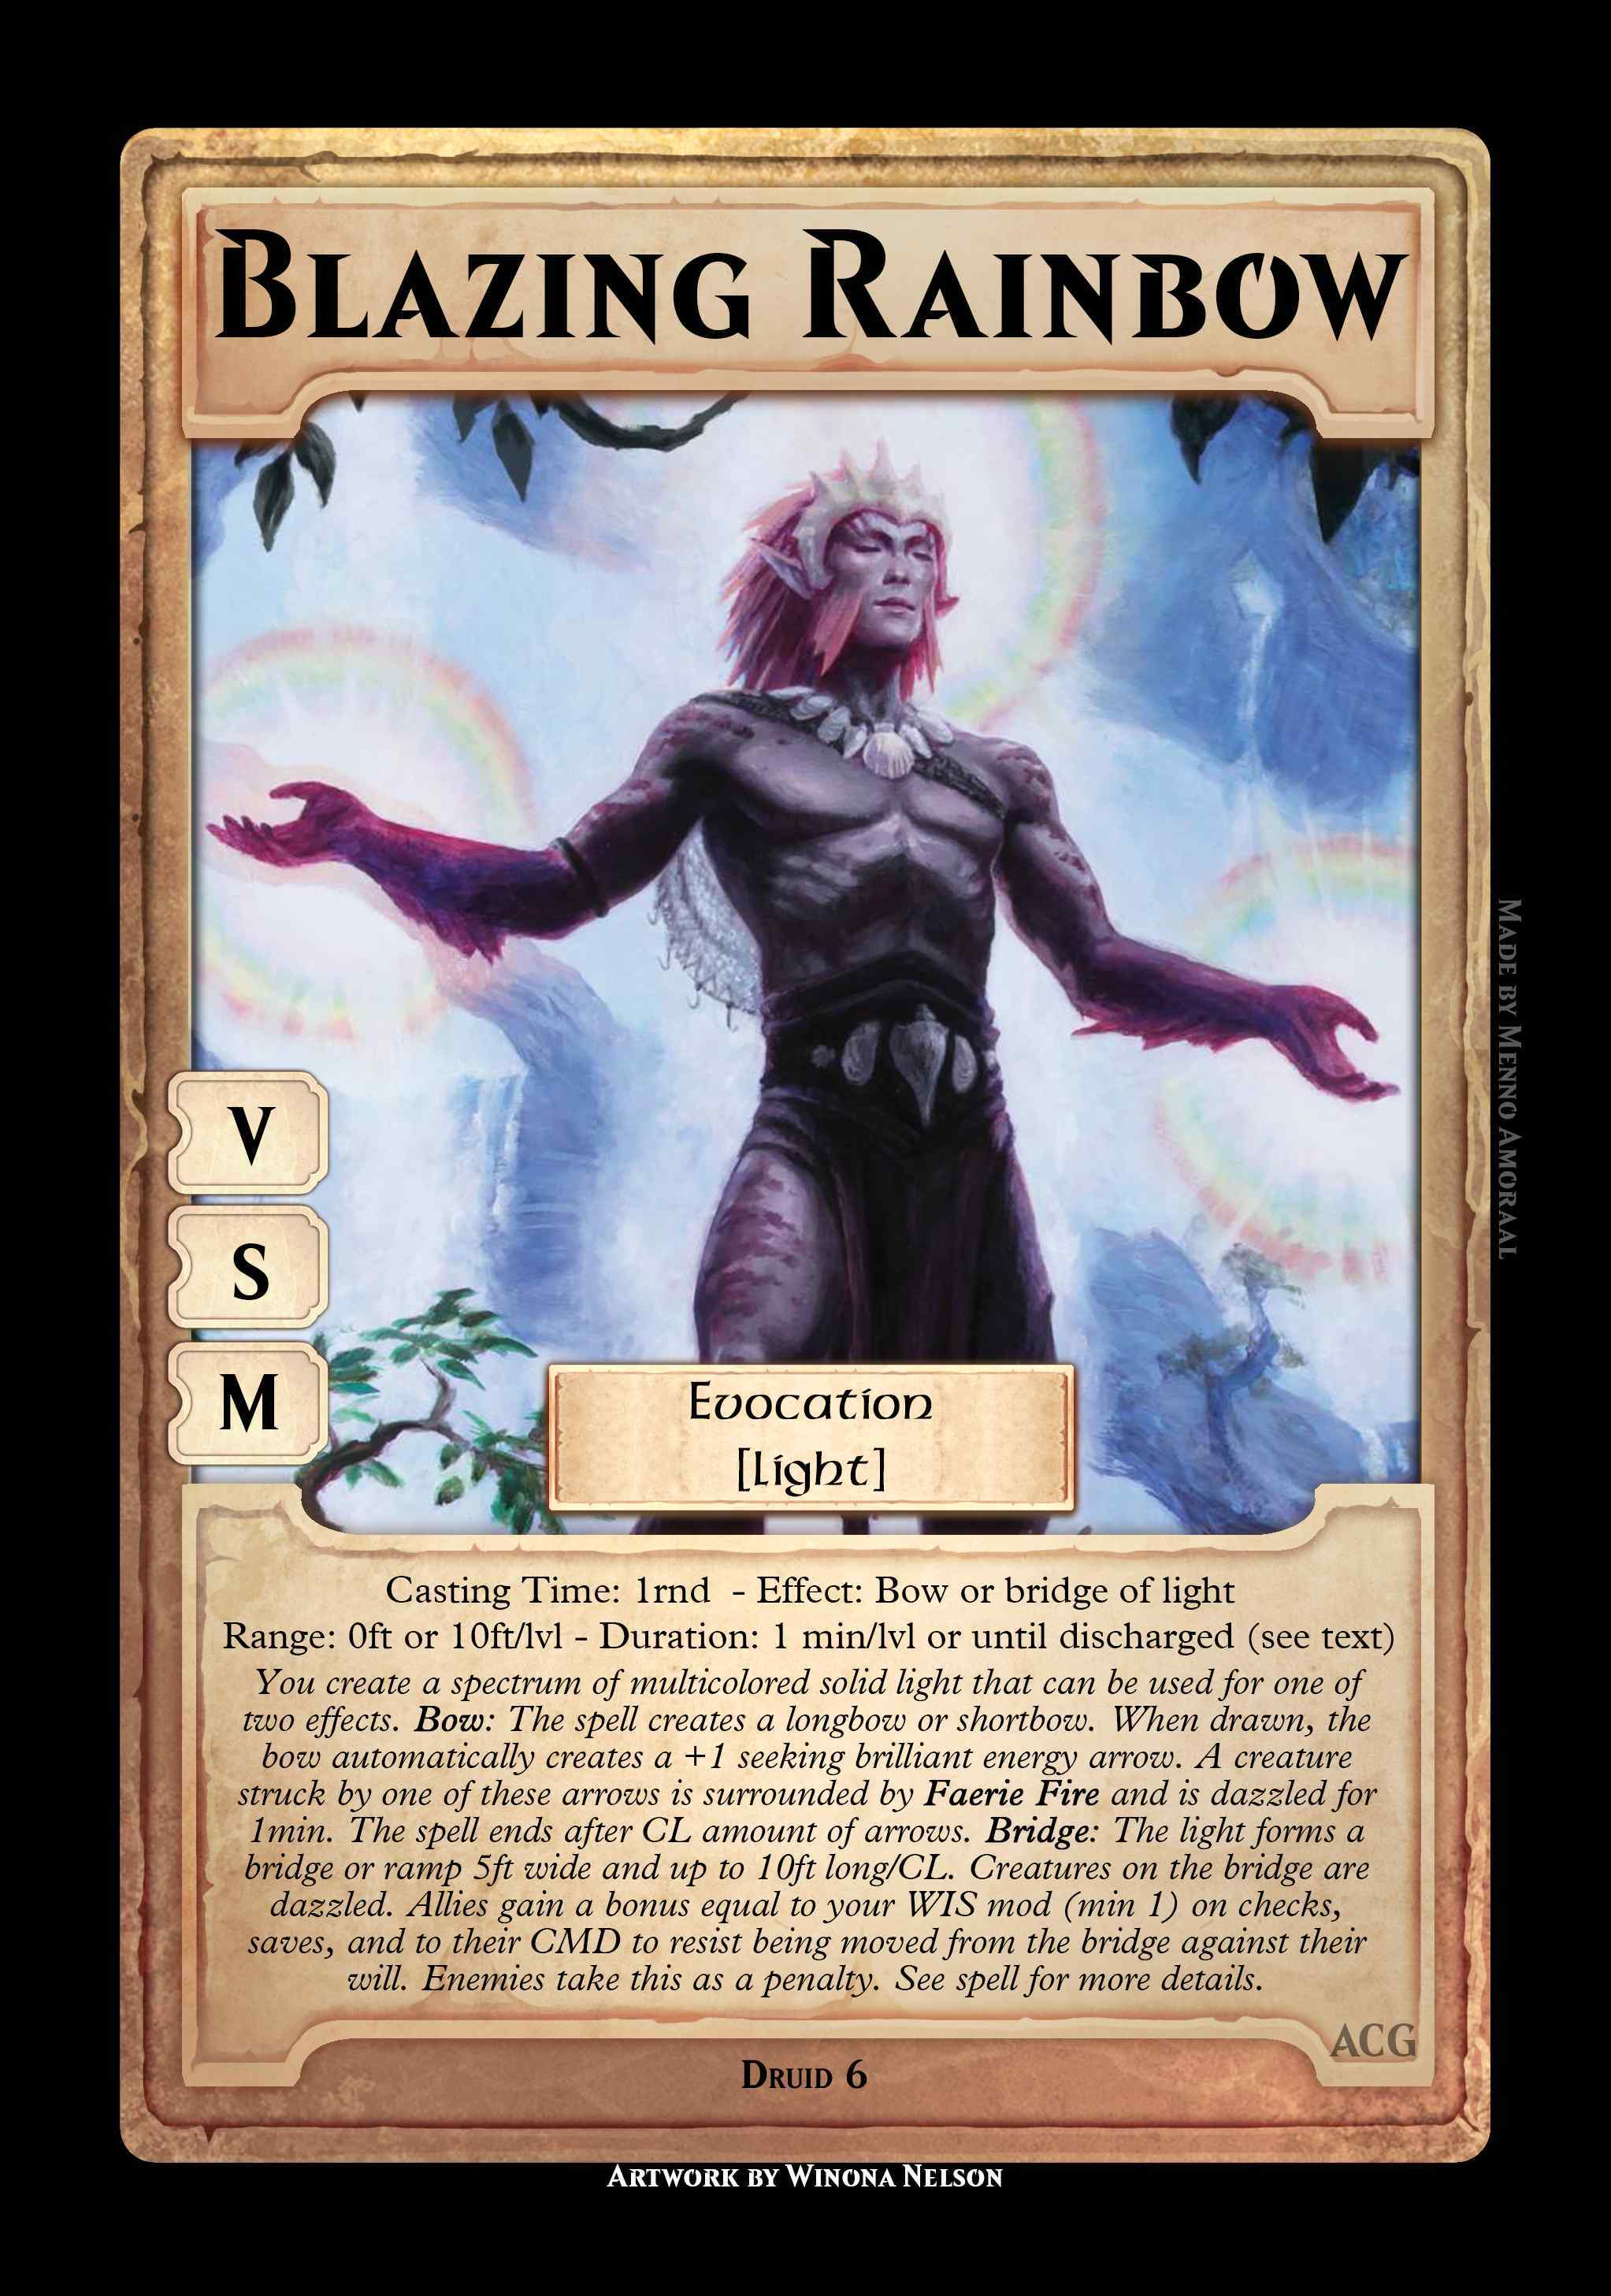 Blazing Rainbow
V
S
M
Evocation
[Light]
Casting Time: 1rnd - Effect: Bow or bridge of light
Range: 0ft or 10ft/lvl - Duration: 1 min/lvl or until discharged (see text)
You create a spectrum of multicolored solid light that can be used for one of
two effects. Bow: The spell creates a longbow or shortbow. When drawn, the
bow automatically creates a +1 seeking brilliant energy arrow. A creature
struck by one of these arrows is surrounded by Faerie Fire and is dazzled for
1min. The spell ends after CL amount of arrows. Bridge: The light forms a
bridge or ramp 5ft wide and up to 10ft long/CL. Creatures on the bridge are
dazzled. Allies gain a bonus equal to your WIS mod (min 1) on checks,
saves, and to their CMD to resist being moved from the bridge against their
will. Enemies take this as a penalty. See spell for more details.
ACG
Druid 6
Artwork by Winona Nelson
Made by Menno Amoraal